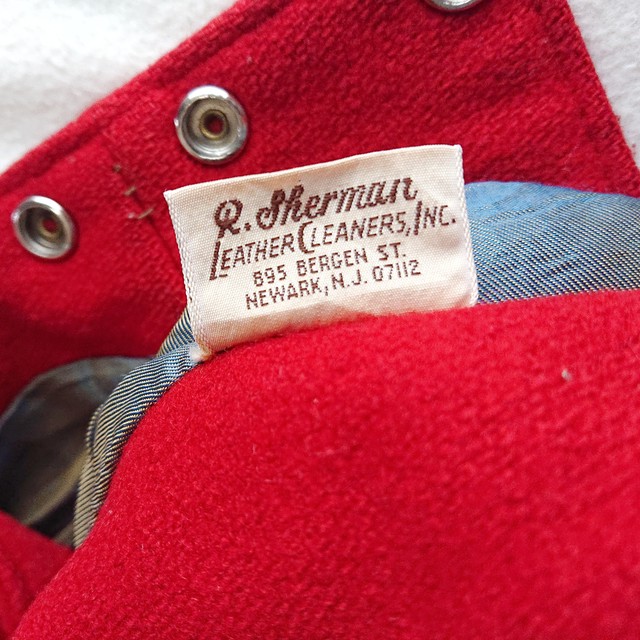 R. Sherman
LEATHER CLEANERS, INC.
895 BERGEN ST.
NEWARK, N.J. 07112